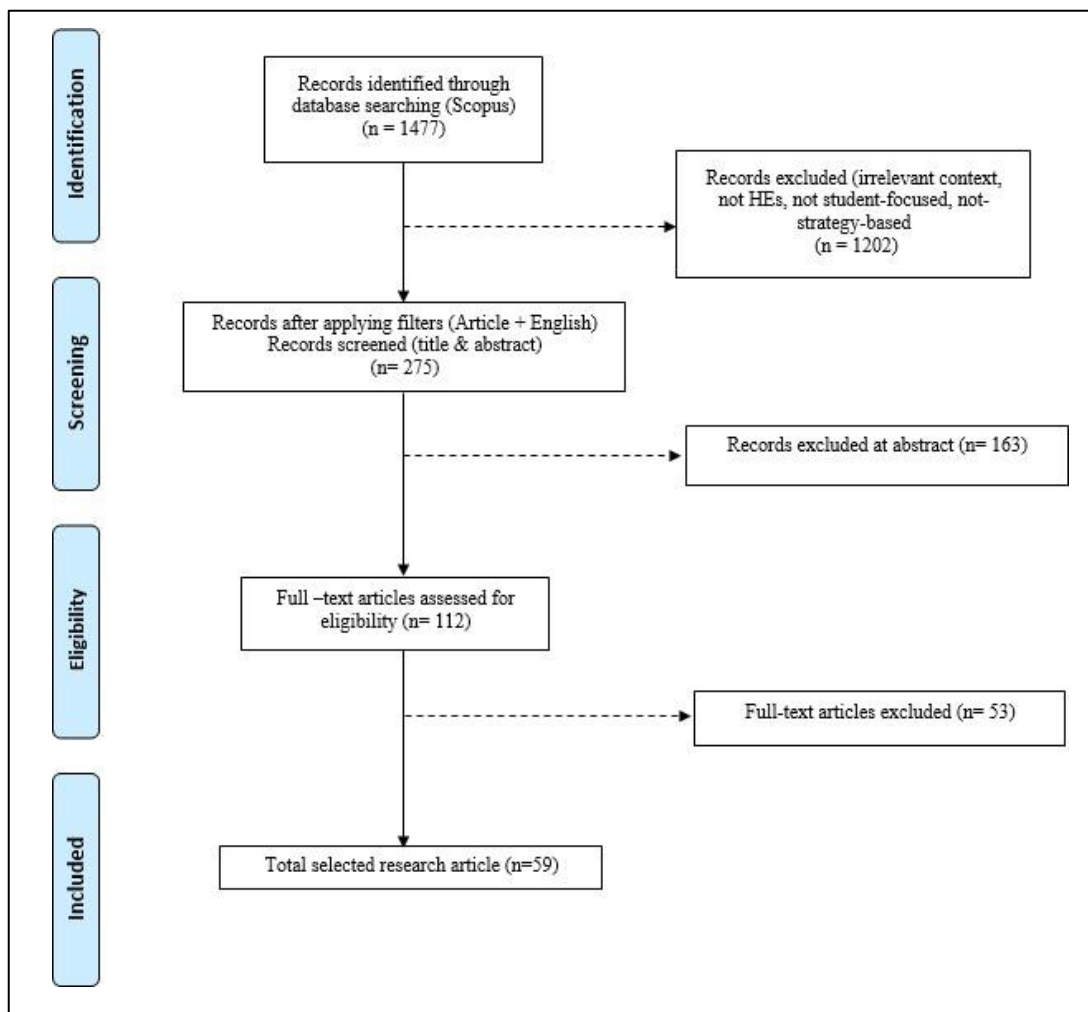 Identification
Records identified through
database searching (Scopus)
(n = 1477)
Records excluded (irrelevant context,
not HEs, not student-focused, not-
strategy-based
(n = 1202)
Screening
Records after applying filters (Article + English)
Records screened (title & abstract)
(n= 275)
Records excluded at abstract (n= 163)
Eligibility
Full –text articles assessed for
eligibility (n= 112)
Full-text articles excluded (n= 53)
Included
Total selected research article (n=59)